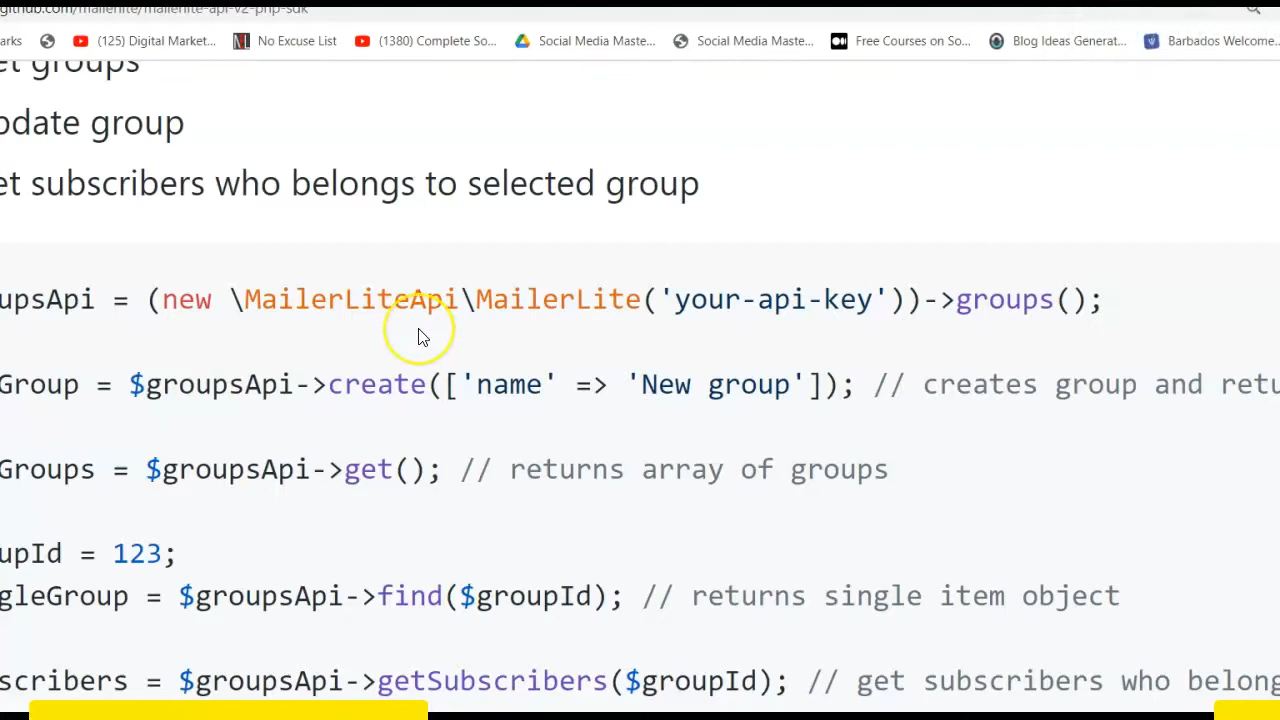 github.com/mailerlite/mailerlite-api-v2-php-sdk
arks (125) Digital Market... No Excuse List (1380) Complete So... Social Media Maste... Social Media Maste... Free Courses on So... Blog Ideas Generat... Barbados Welcome...
et groups
pdate group
et subscribers who belongs to selected group
upsApi = (new \MailerLiteApi\MailerLite('your-api-key'))->groups();
Group = $groupsApi->create(['name' => 'New group']); // creates group and retu
Groups = $groupsApi->get(); // returns array of groups
upId = 123;
gleGroup = $groupsApi->find($groupId); // returns single item object
scribers = $groupsApi->getSubscribers($groupId); // get subscribers who belong